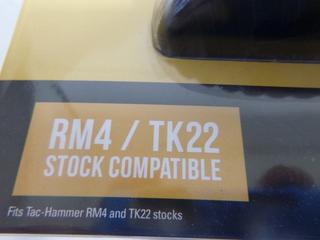 RM4 / TK22
STOCK COMPATIBLE
Fits Tac-Hammer RM4 and TK22 stocks